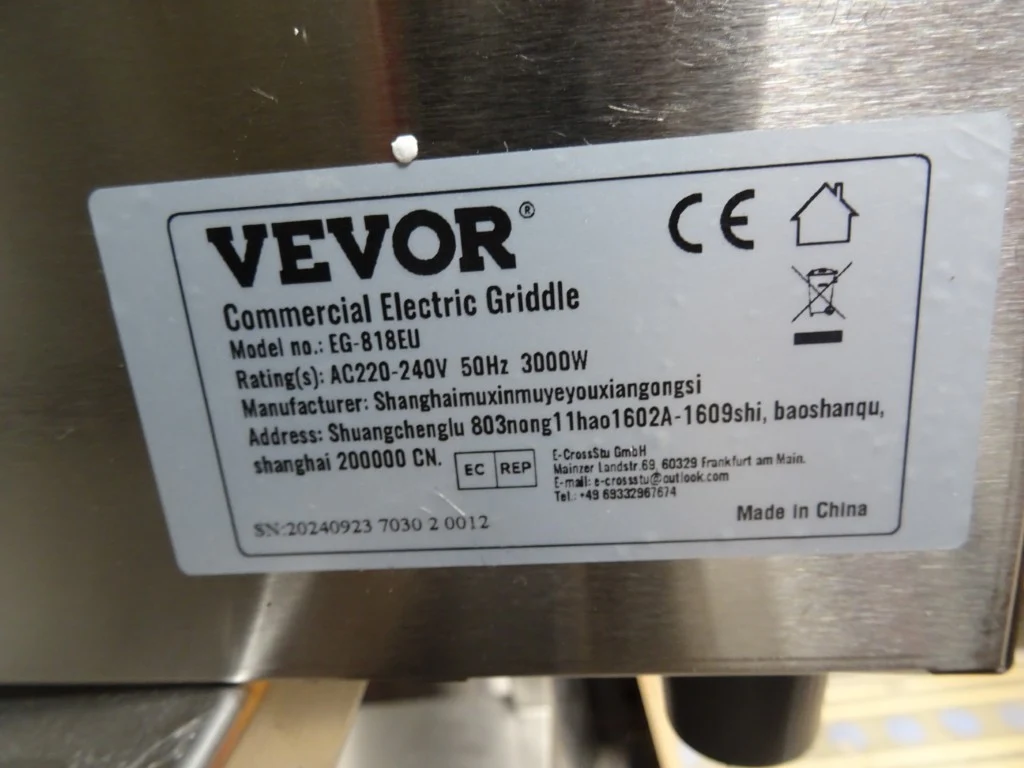 VEVOR®
CE
Commercial Electric Griddle
Model no.: EG-818EU
Rating(s): AC220-240V 50Hz 3000W
Manufacturer: Shanghaimuxinmuyeyouxiangongsi
Address: Shuangchenglu 803nong11hao1602A-1609shi, baoshanqu,
shanghai 200000 CN.
EC REP
E-CrossStu GmbH
Mainzer Landstr.69, 60329 Frankfurt am Main.
E-mail: e-crossstu@outlook.com
Tel.: +49 69332967674
SN:20240923 7030 2 0012
Made in China